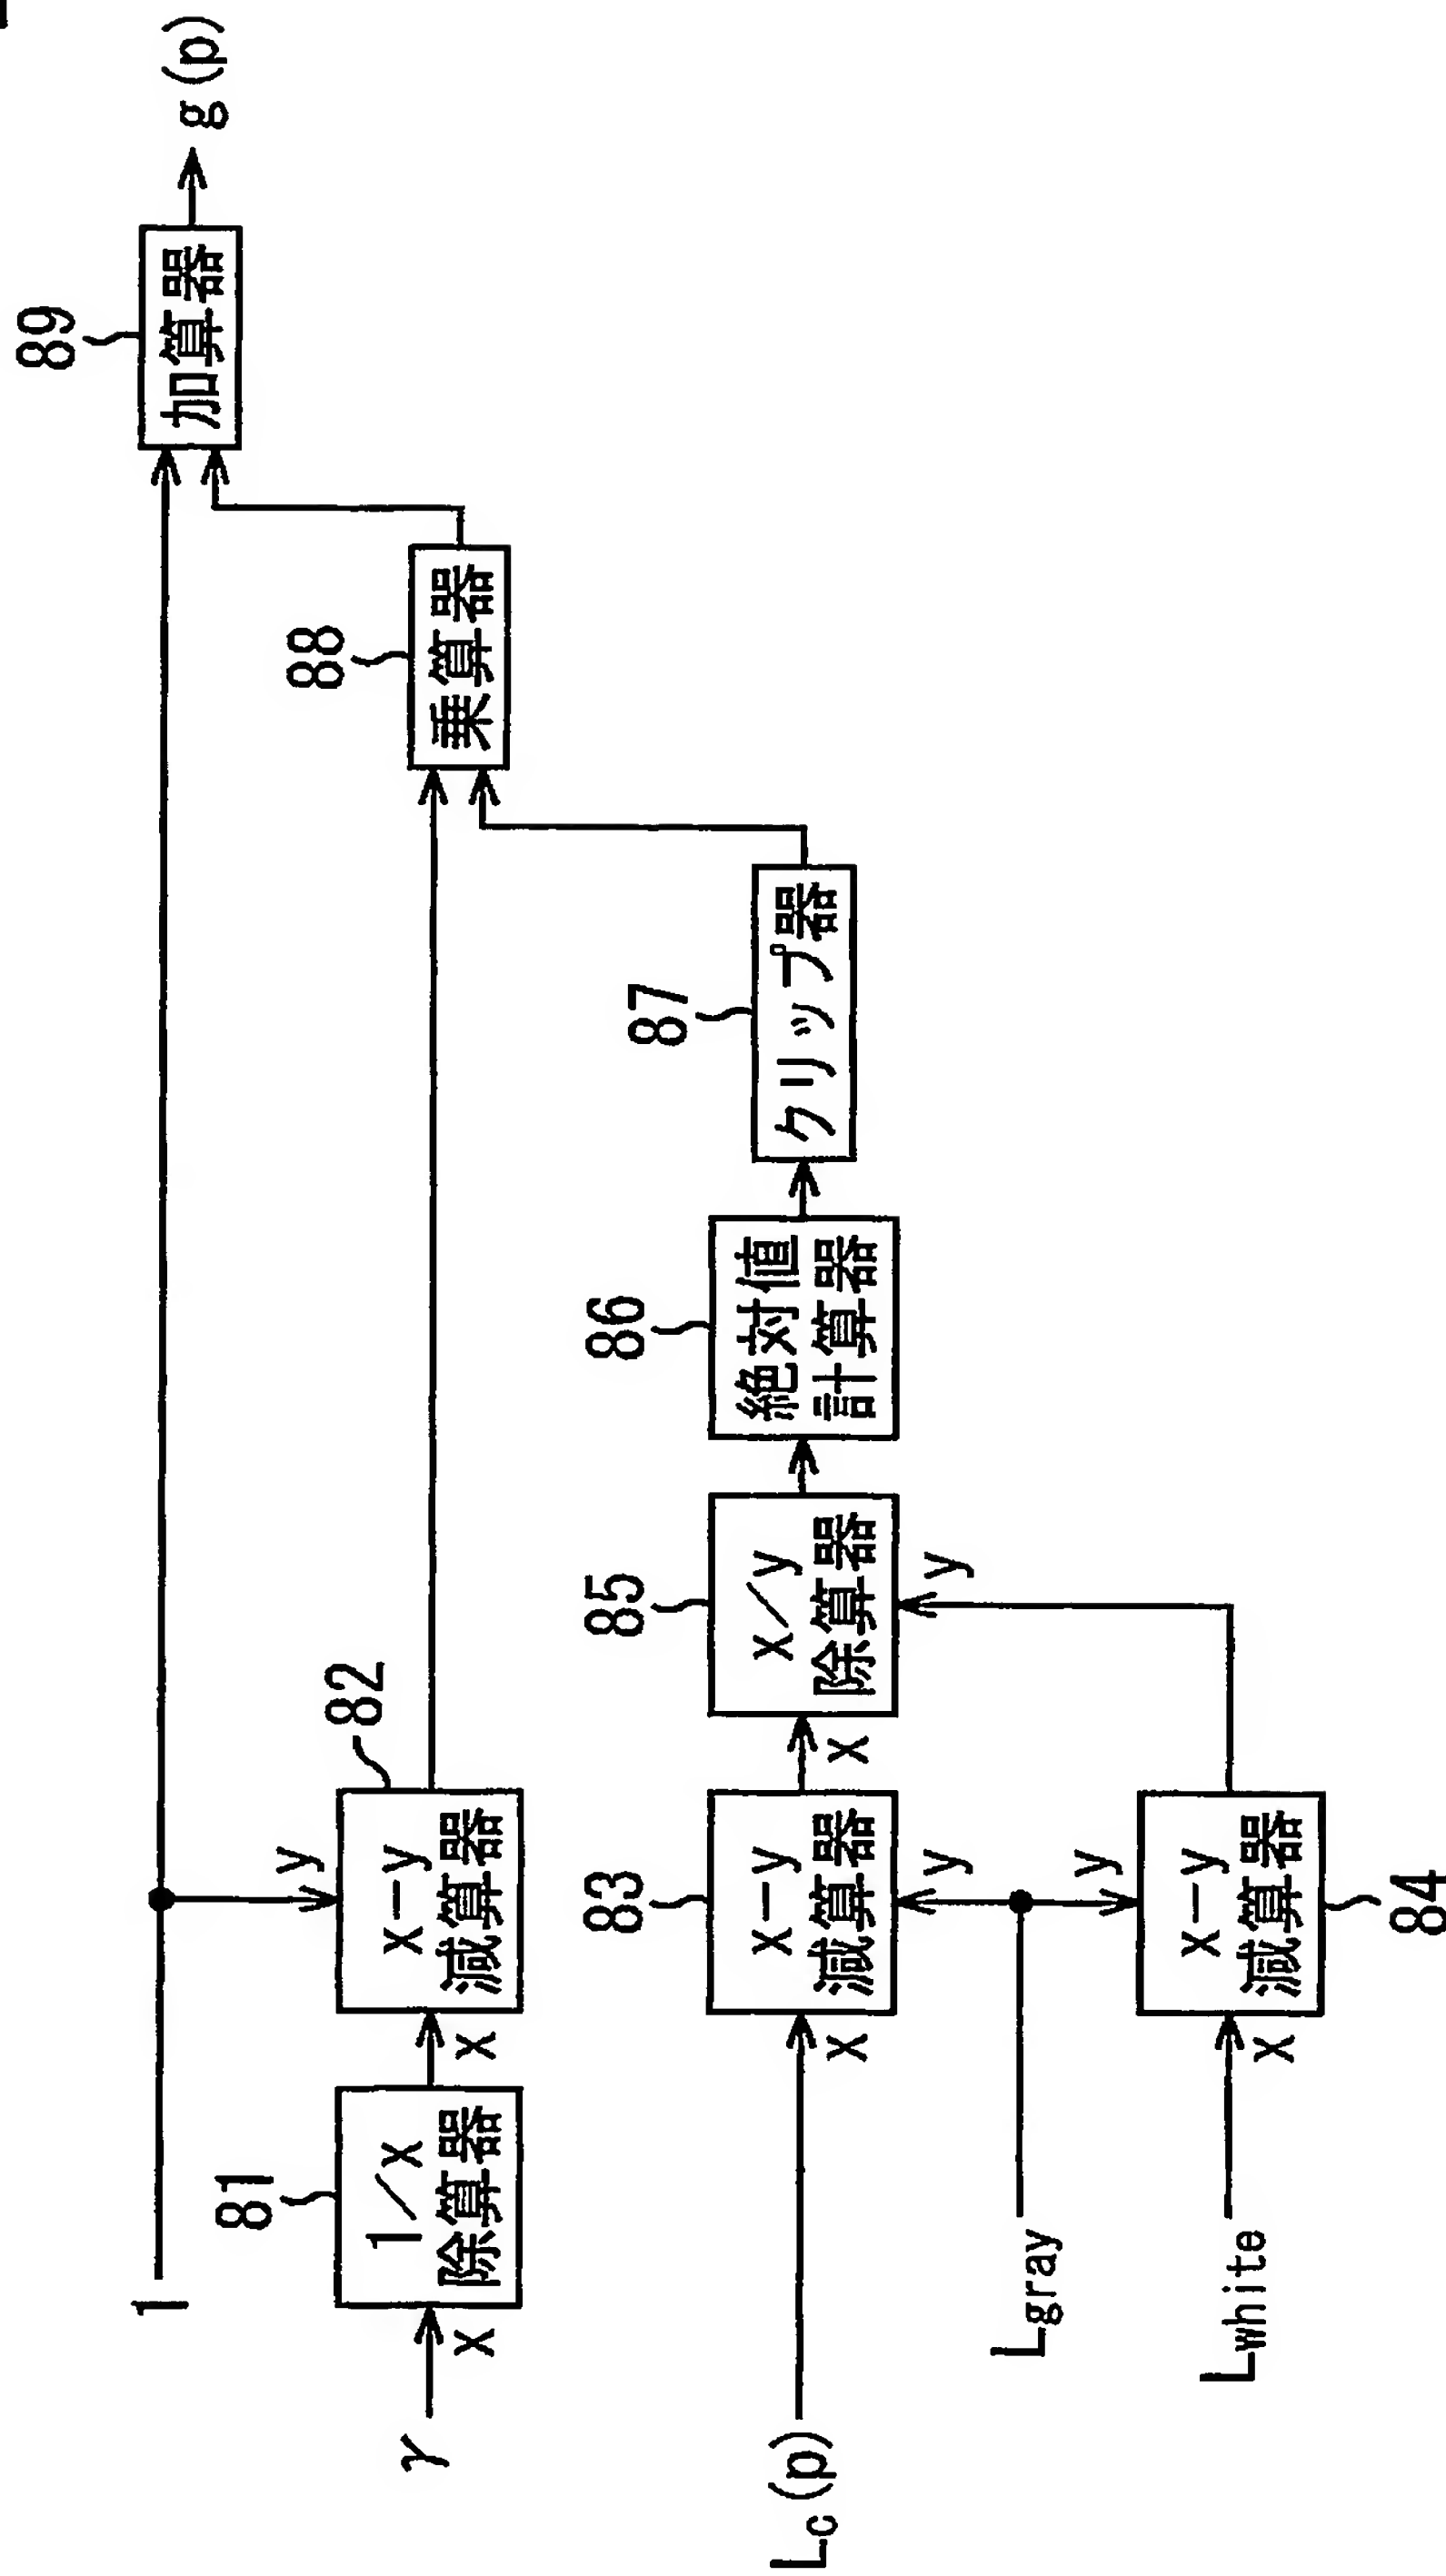 1
g(p)
89
加算器
88
乗算器
82
y
x-y
減算器
x
81
1/x
除算器
x
γ
87
クリップ器
86
絶対値
計算器
85
x/y
除算器
y
x
83
x-y
減算器
x
y
Lc(p)
y
x-y
減算器
84
x
Lgray
Lwhite